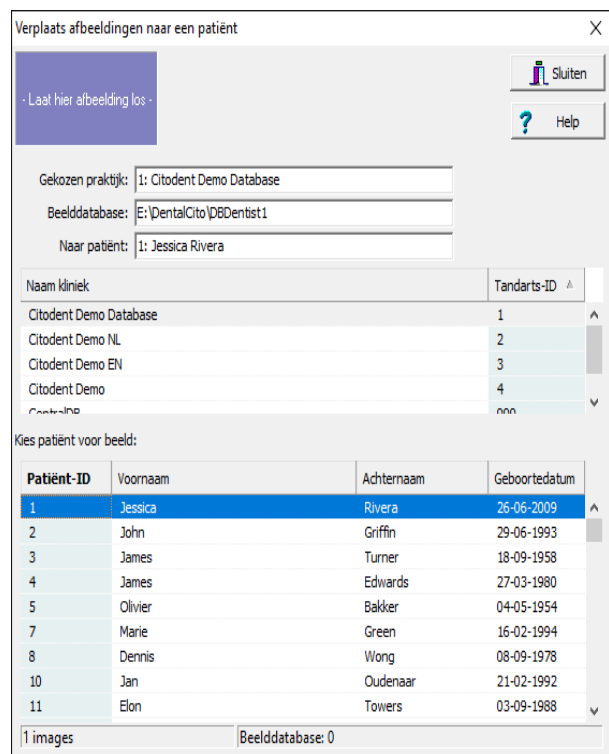 Verplaats afbeeldingen naar een patiënt
- Laat hier afbeelding los -
Sluiten
? Help
Gekozen praktijk: 1: Citodent Demo Database
Beelddatabase: E:\DentalCito\DBDentist1
Naar patiënt: 1: Jessica Rivera
Naam kliniek Tandarts-ID
Citodent Demo Database 1
Citodent Demo NL 2
Citodent Demo EN 3
Citodent Demo 4
CentralDB
Kies patiënt voor beeld:
Patiënt-ID Voornaam Achternaam Geboortedatum
1 Jessica Rivera 26-06-2009
2 John Griffin 29-06-1993
3 James Turner 18-09-1958
4 James Edwards 27-03-1980
5 Olivier Bakker 04-05-1954
7 Marie Green 16-02-1994
8 Dennis Wong 08-09-1978
10 Jan Oudenaar 21-02-1992
11 Elon Towers 03-09-1988
1 images Beelddatabase: 0